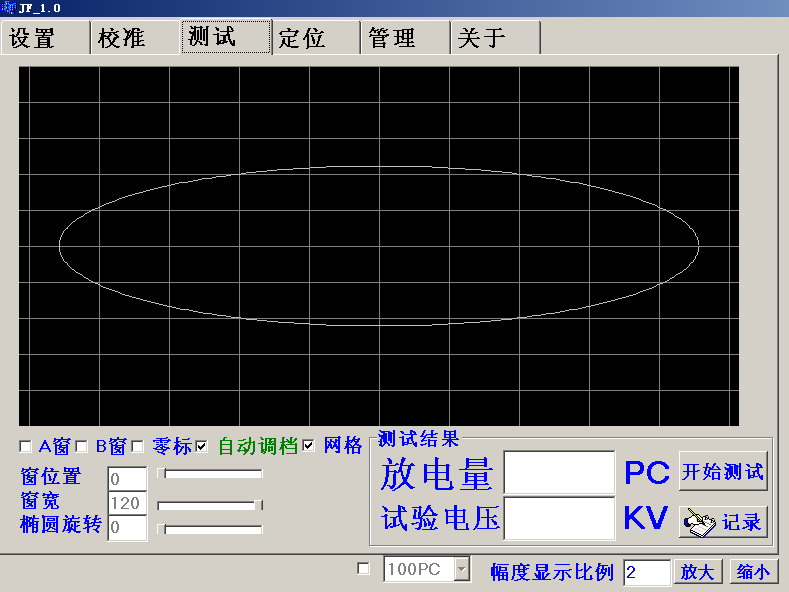 JF_1.0
设置 校准 测试 定位 管理 关于
A窗 B窗 零标 自动调档 网格
测试结果
窗位置 0
窗宽 120
椭圆旋转 0
放电量 PC 开始测试
试验电压 KV 记录
100PC 幅度显示比例 2 放大 缩小